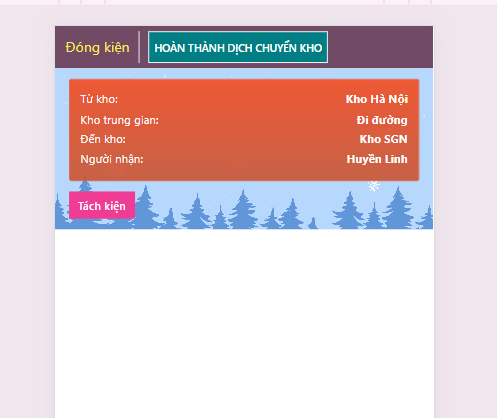 Đóng kiện
HOÀN THÀNH DỊCH CHUYỂN KHO
Từ kho: Kho Hà Nội
Kho trung gian: Đi đường
Đến kho: Kho SGN
Người nhận: Huyền Linh
Tách kiện